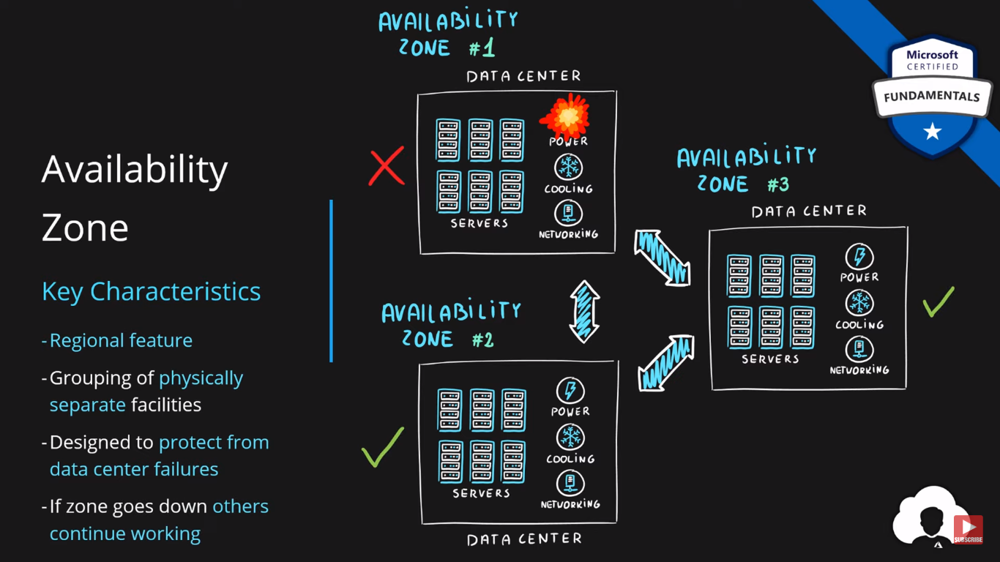 AVAILABILITY
ZONE #1
DATA CENTER
POWER
COOLING
SERVERS
NETWORKING
Microsoft
CERTIFIED
FUNDAMENTALS
AVAILABILITY
ZONE #3
DATA CENTER
POWER
COOLING
SERVERS
NETWORKING
Availability
Zone
Key Characteristics
-Regional feature
-Grouping of physically
separate facilities
-Designed to protect from
data center failures
-If zone goes down others
continue working
AVAILABILITY
ZONE #2
POWER
COOLING
SERVERS
NETWORKING
DATA CENTER
SUBSCRIBE